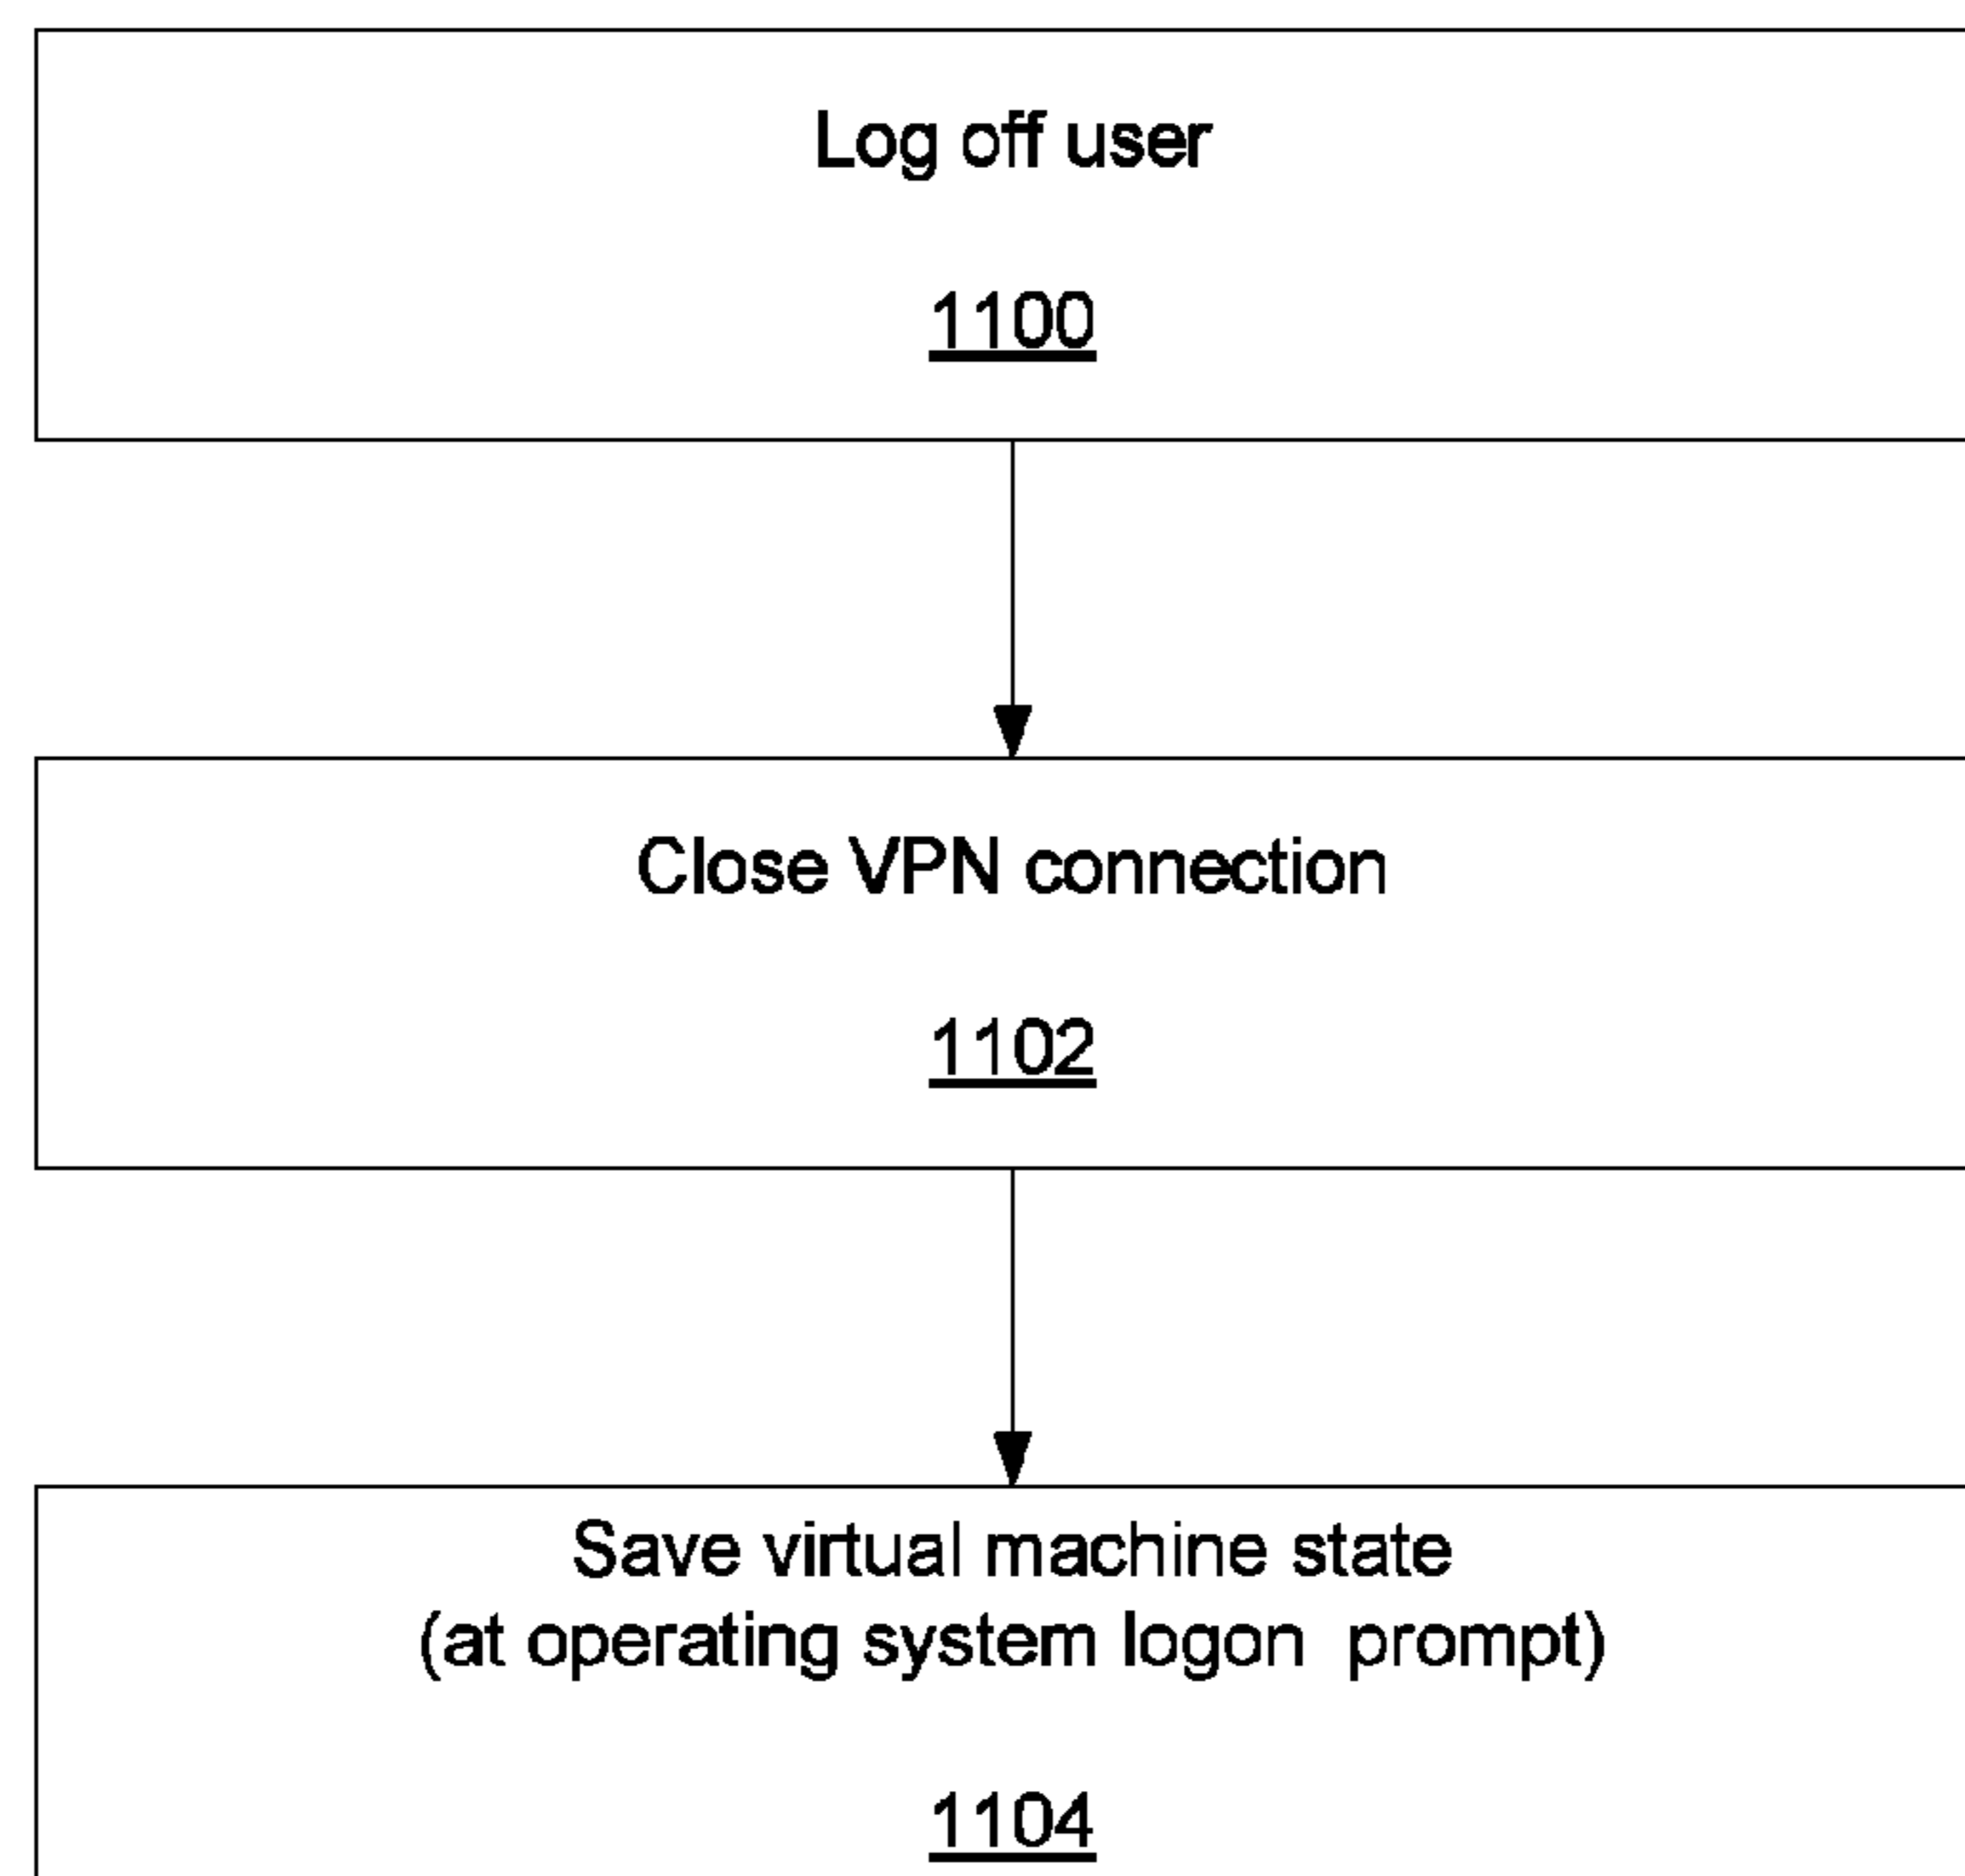 Log off user
1100
Close VPN connection
1102
Save virtual machine state
(at operating system logon prompt)
1104